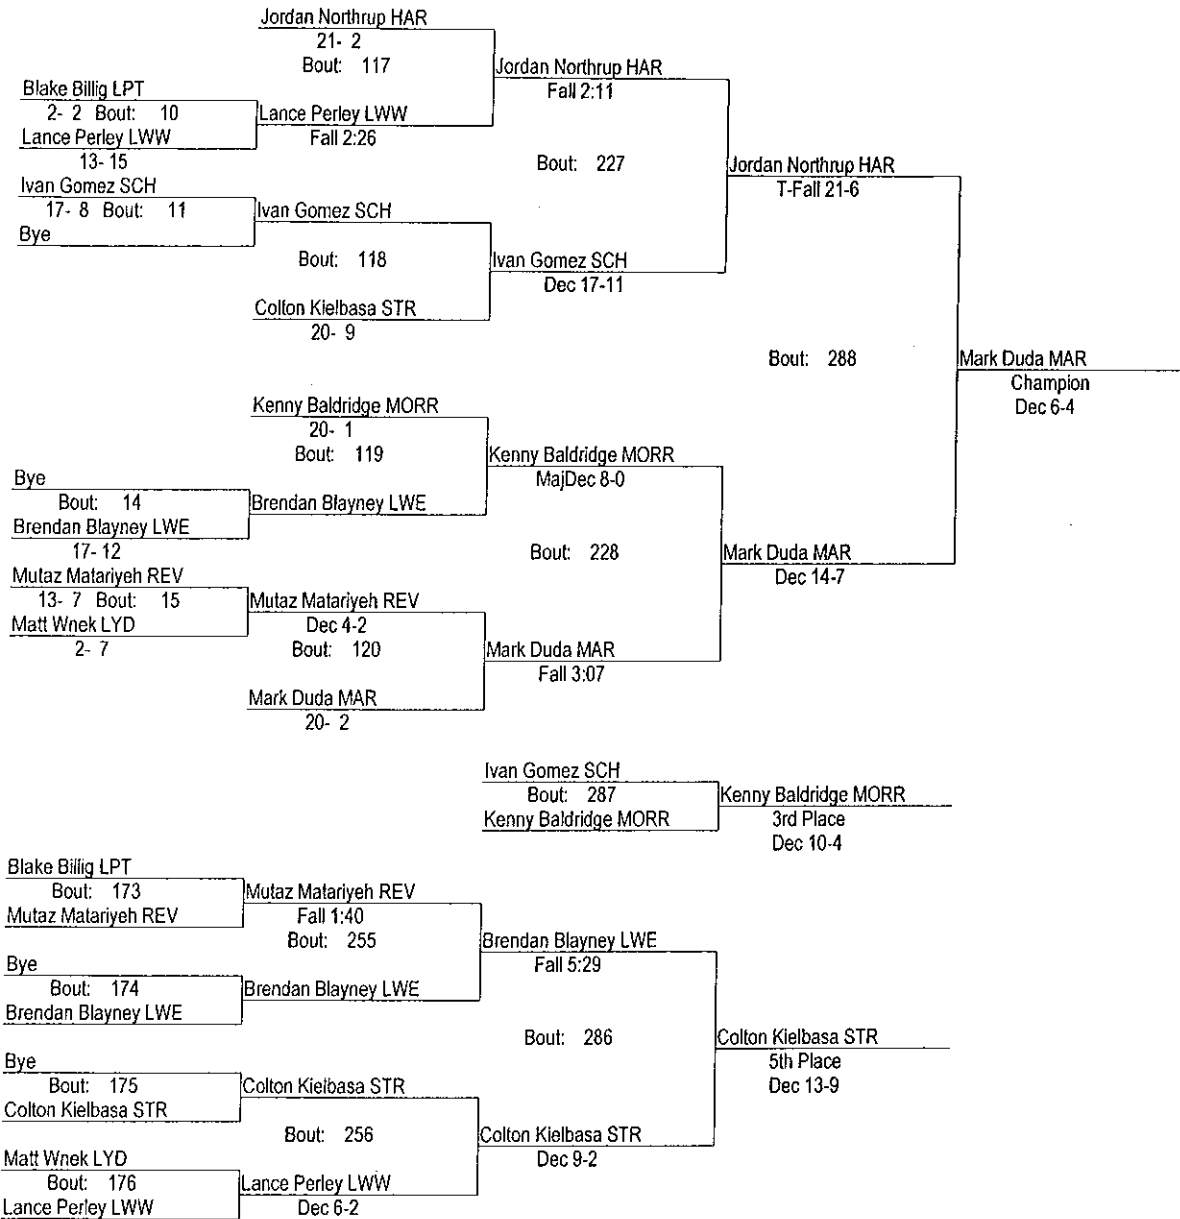 Jordan Northrup HAR
21- 2
Bout: 117
Jordan Northrup HAR
Fall 2:11
Blake Billig LPT
2- 2 Bout: 10
Lance Perley LWW
13- 15
Lance Perley LWW
Fall 2:26
Bout: 227
Jordan Northrup HAR
T-Fall 21-6
Ivan Gomez SCH
17- 8 Bout: 11
Bye
Ivan Gomez SCH
Bout: 118
Ivan Gomez SCH
Dec 17-11
Colton Kielbasa STR
20- 9
Bout: 288
Mark Duda MAR
Champion
Dec 6-4
Kenny Baldridge MORR
20- 1
Bout: 119
Kenny Baldridge MORR
MajDec 8-0
Bye
Bout: 14
Brendan Blayney LWE
17- 12
Brendan Blayney LWE
Bout: 228
Mark Duda MAR
Dec 14-7
Mutaz Matariyeh REV
13- 7 Bout: 15
Matt Wnek LYD
2- 7
Mutaz Matariyeh REV
Dec 4-2
Bout: 120
Mark Duda MAR
Fall 3:07
Mark Duda MAR
20- 2
Ivan Gomez SCH
Bout: 287
Kenny Baldridge MORR
Kenny Baldridge MORR
3rd Place
Dec 10-4
Blake Billig LPT
Bout: 173
Mutaz Matariyeh REV
Mutaz Matariyeh REV
Fall 1:40
Bout: 255
Brendan Blayney LWE
Fall 5:29
Bye
Bout: 174
Brendan Blayney LWE
Brendan Blayney LWE
Bout: 286
Colton Kielbasa STR
5th Place
Dec 13-9
Bye
Bout: 175
Colton Kielbasa STR
Colton Kielbasa STR
Bout: 256
Colton Kielbasa STR
Dec 9-2
Matt Wnek LYD
Bout: 176
Lance Perley LWW
Lance Perley LWW
Dec 6-2